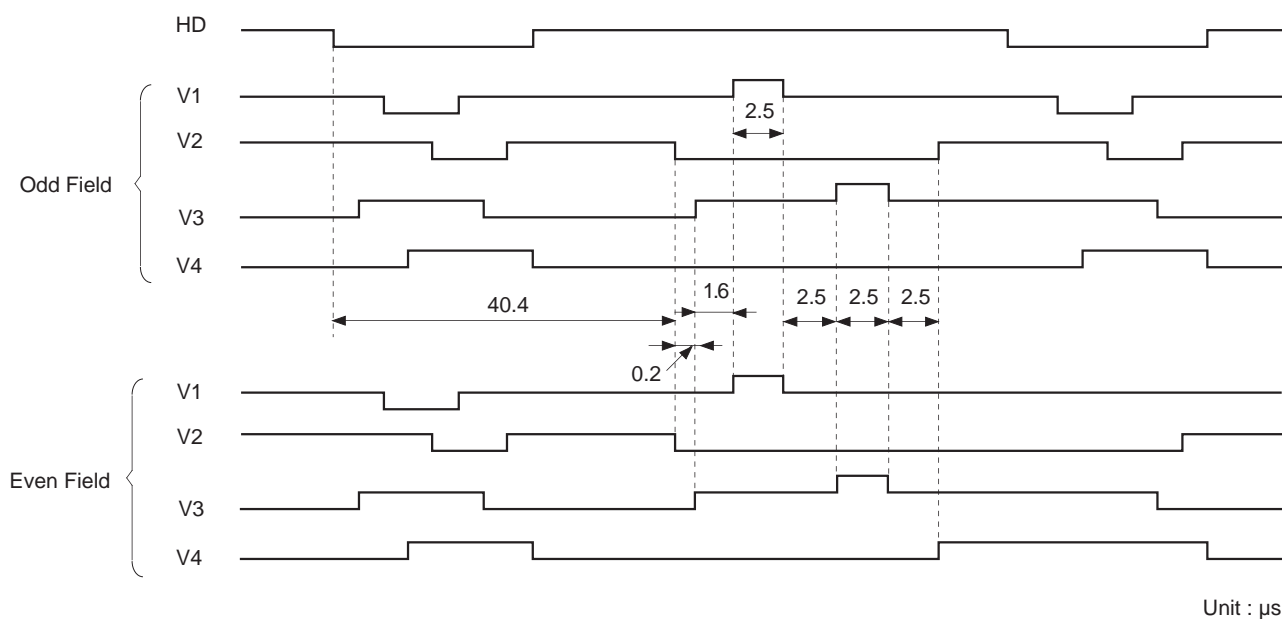 HD
V1
2.5
V2
Odd Field
V3
V4
1.6
2.5 2.5 2.5
40.4
0.2
V1
V2
Even Field
V3
V4
Unit : µs